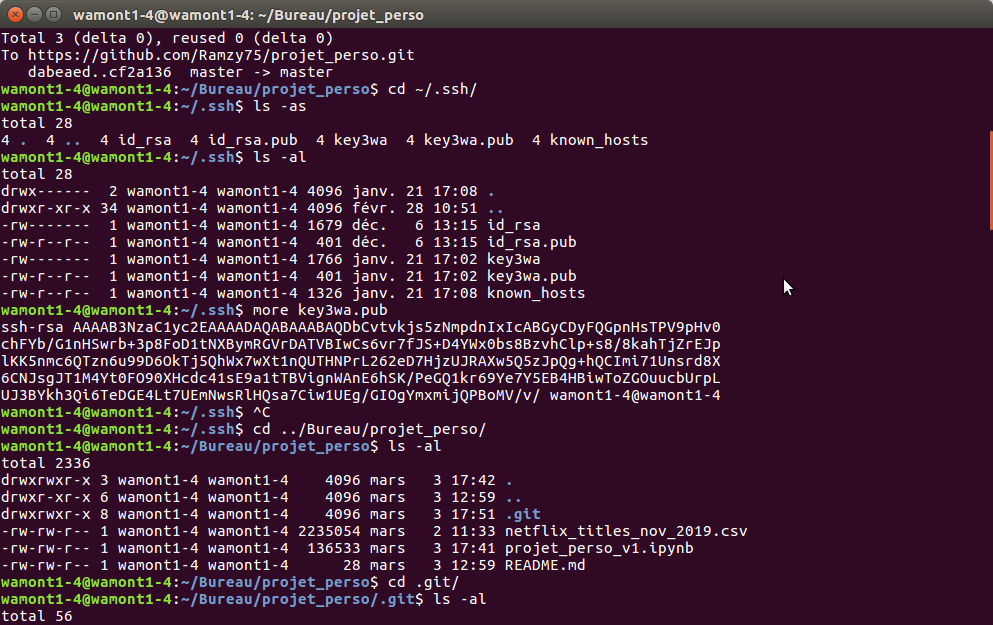 wamont1-4@wamont1-4: ~/Bureau/projet_perso
Total 3 (delta 0), reused 0 (delta 0)
To https://github.com/Ramzy75/projet_perso.git
   dabeaed..cf2a136  master -> master
wamont1-4@wamont1-4:~/Bureau/projet_perso$ cd ~/.ssh/
wamont1-4@wamont1-4:~/.ssh$ ls -as
total 28
4 .  4 ..  4 id_rsa  4 id_rsa.pub  4 key3wa  4 key3wa.pub  4 known_hosts
wamont1-4@wamont1-4:~/.ssh$ ls -al
total 28
drwx------  2 wamont1-4 wamont1-4 4096 janv. 21 17:08 .
drwxr-xr-x 34 wamont1-4 wamont1-4 4096 févr. 28 10:51 ..
-rw-------  1 wamont1-4 wamont1-4 1679 déc.   6 13:15 id_rsa
-rw-r--r--  1 wamont1-4 wamont1-4  401 déc.   6 13:15 id_rsa.pub
-rw-------  1 wamont1-4 wamont1-4 1766 janv. 21 17:02 key3wa
-rw-r--r--  1 wamont1-4 wamont1-4  401 janv. 21 17:02 key3wa.pub
-rw-r--r--  1 wamont1-4 wamont1-4 1326 janv. 21 17:08 known_hosts
wamont1-4@wamont1-4:~/.ssh$ more key3wa.pub
ssh-rsa AAAAB3NzaC1yc2EAAAADAQABAAABAQDbCvtvkjs5zNmpdnIxIcABGyCDyFQGpnHsTPV9pHv0
chFYb/G1nHSwrb+3p8FoD1tNXBymRGVrDATVBIwCs6vr7fJS+D4YWx0bs8BzvhClp+s8/8kahTjZrEJp
lKK5nmc6QTzn6u99D6OkTj5QhWx7wXt1nQUTHNPrL262eD7HjzUJRAXw5Q5zJpQg+hQCImi71Unsrd8X
6CNJsgJT1M4Yt0FO90XHcdc41sE9a1tTBVignWAnE6hSK/PeGQ1kr69Ye7Y5EB4HBiwToZGOuucbUrpL
UJ3BYkh3Qi6TeDGE4Lt7UEmNwsRlHQsa7Ciw1UEg/GIOgYmxmijQPBoMV/v/ wamont1-4@wamont1-4
wamont1-4@wamont1-4:~/.ssh$ ^C
wamont1-4@wamont1-4:~/.ssh$ cd ../Bureau/projet_perso/
wamont1-4@wamont1-4:~/Bureau/projet_perso$ ls -al
total 2336
drwxrwxr-x 3 wamont1-4 wamont1-4    4096 mars   3 17:42 .
drwxr-xr-x 6 wamont1-4 wamont1-4    4096 mars   3 12:59 ..
drwxrwxr-x 8 wamont1-4 wamont1-4    4096 mars   3 17:51 .git
-rw-rw-r-- 1 wamont1-4 wamont1-4 2235054 mars   2 11:33 netflix_titles_nov_2019.csv
-rw-rw-r-- 1 wamont1-4 wamont1-4  136533 mars   3 17:41 projet_perso_v1.ipynb
-rw-rw-r-- 1 wamont1-4 wamont1-4      28 mars   3 12:59 README.md
wamont1-4@wamont1-4:~/Bureau/projet_perso$ cd .git/
wamont1-4@wamont1-4:~/Bureau/projet_perso/.git$ ls -al
total 56